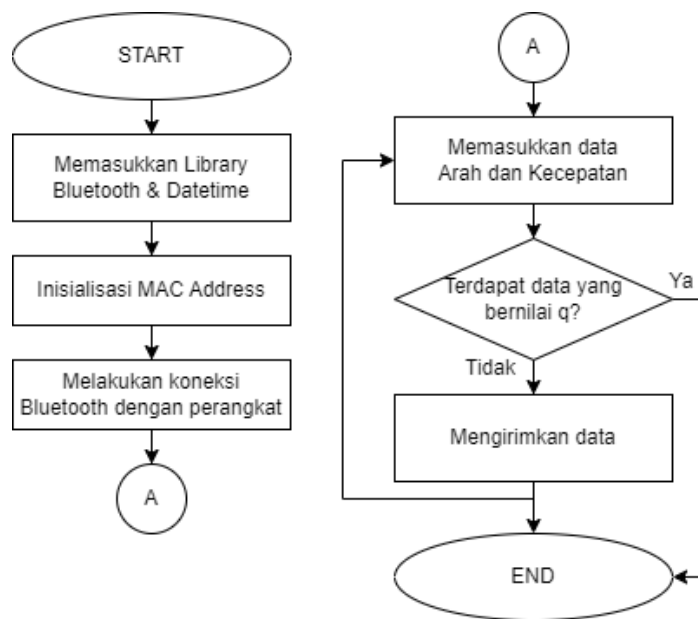 START
Memasukkan Library
Bluetooth & Datetime
Inisialisasi MAC Address
Melakukan koneksi
Bluetooth dengan perangkat
A
A
Memasukkan data
Arah dan Kecepatan
Terdapat data yang
bernilai q?
Ya
Tidak
Mengirimkan data
END